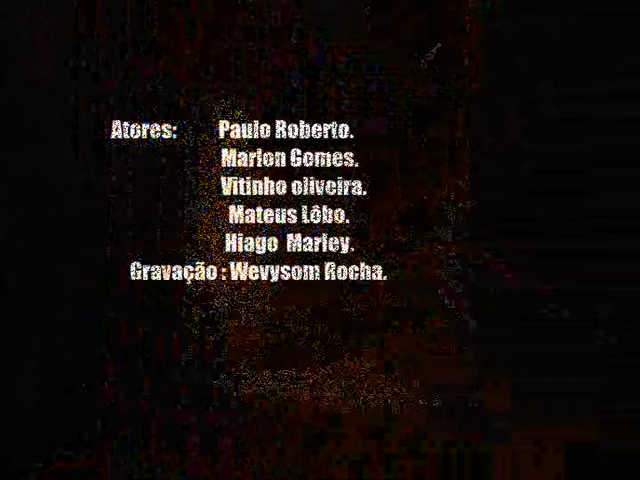 Atores: Paulo Roberto.
Marlon Gomes.
Vitinho oliveira.
Mateus Lôbo.
Hiago Marley.
Gravação : Wevysom Rocha.